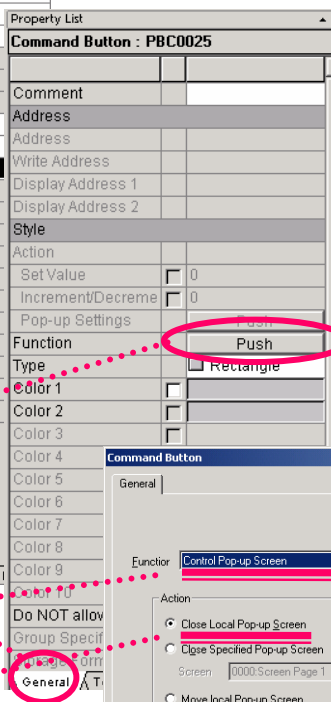 Property List
Command Button : PBC0025
Comment
Address
Address
Write Address
Display Address 1
Display Address 2
Style
Action
Set Value 0
Increment/Decreme 0
Pop-up Settings Push
Function Push
Type Rectangle
Color 1
Color 2
Color 3
Color 4
Color 5
Color 6
Color 7
Color 8
Color 9
Color 10
Do NOT allow
Group Specif
Storage Form
General
Command Button
General
Function Control Pop-up Screen
Action
Close Local Pop-up Screen
Close Specified Pop-up Screen
Screen 0000:Screen Page 1
Move local Pop-up Screen